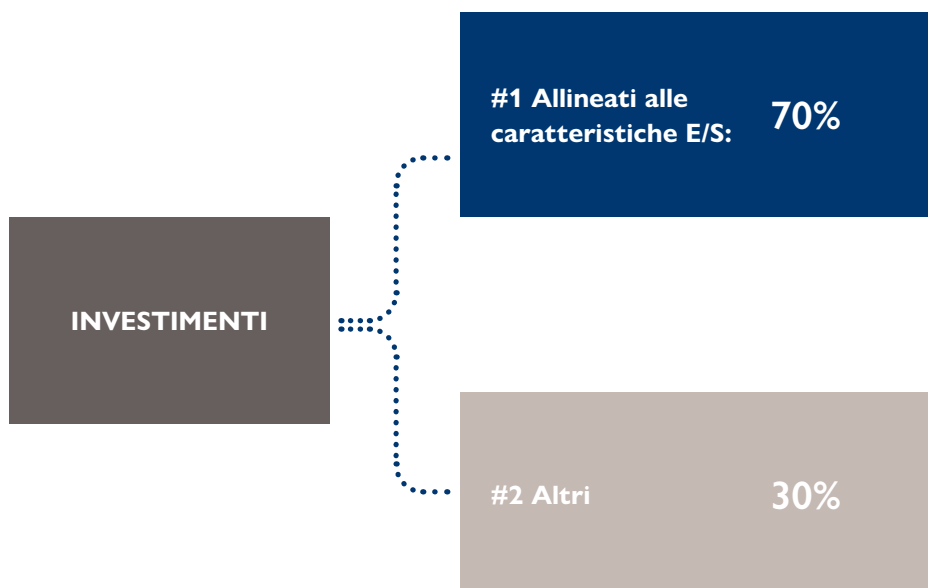 #1 Allineati alle
caratteristiche E/S:
70%
INVESTIMENTI
#2 Altri
30%